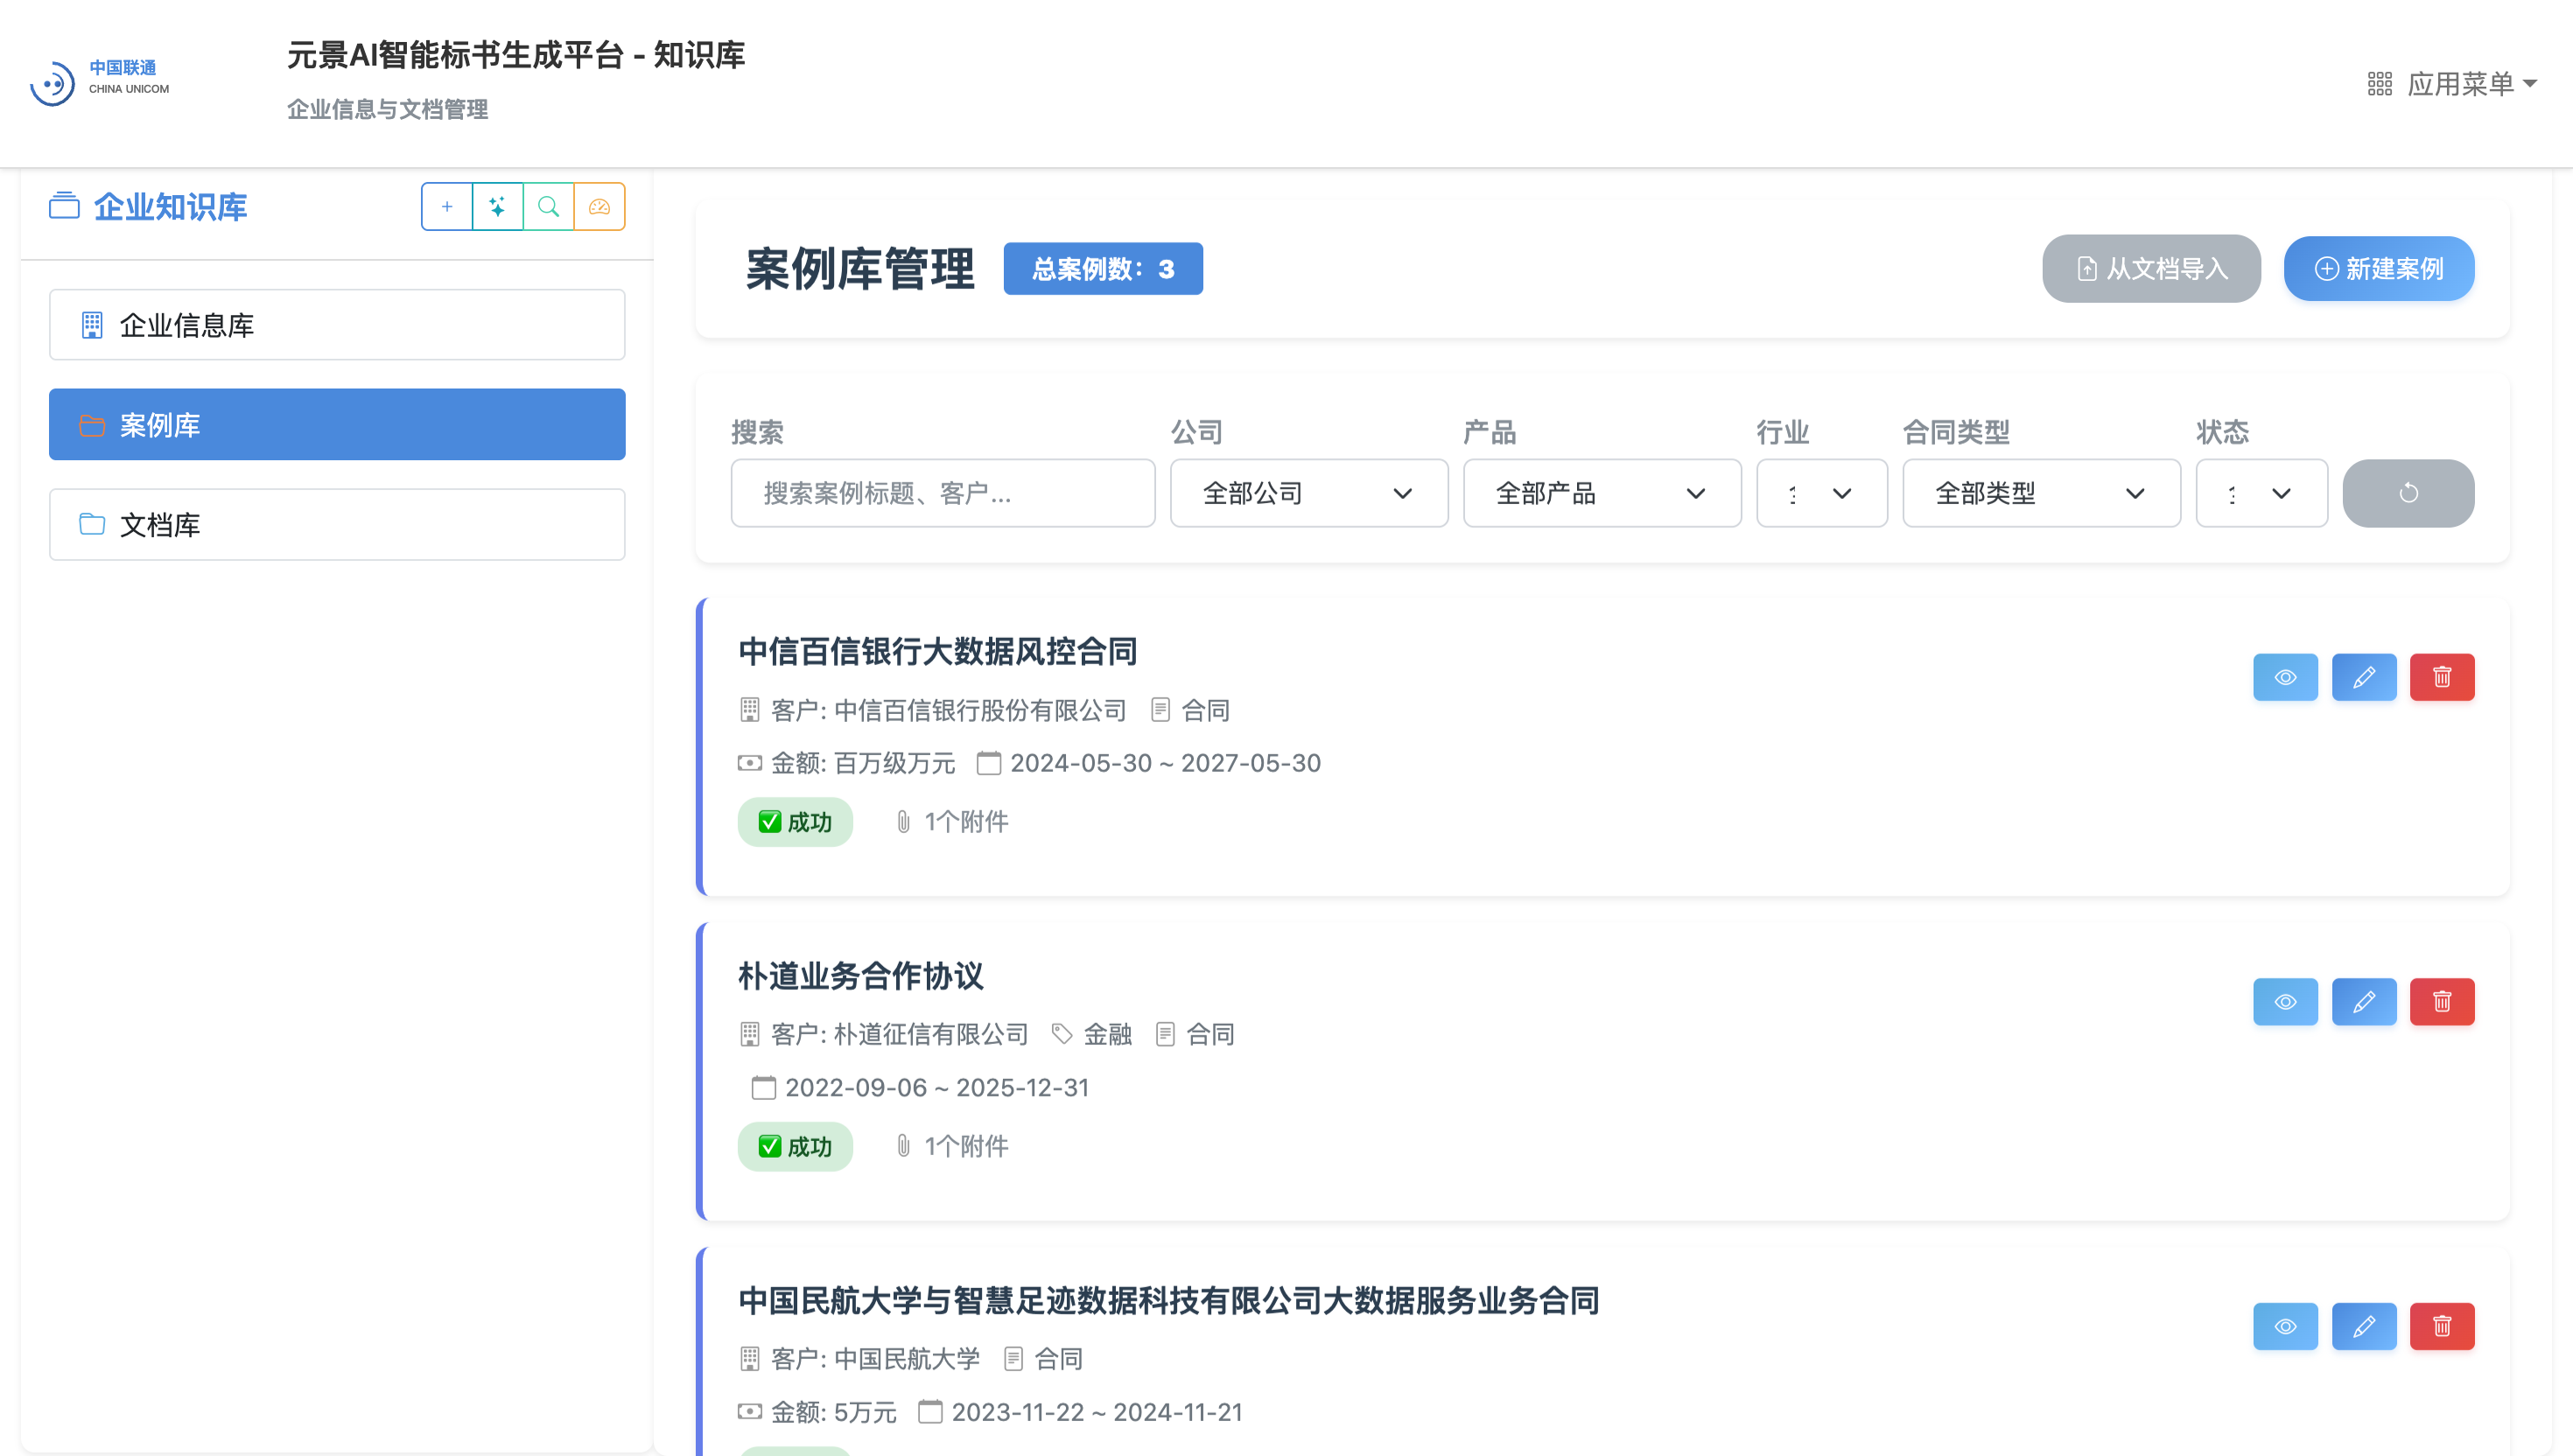 中国联通
CHINA UNICOM
元景AI智能标书生成平台 - 知识库
企业信息与文档管理
应用菜单
企业知识库
企业信息库
案例库
文档库
案例库管理
总案例数：3
从文档导入
新建案例
搜索
公司
产品
行业
合同类型
状态
搜索案例标题、客户...
全部公司
全部产品
全部类型
中信百信银行大数据风控合同
客户: 中信百信银行股份有限公司 合同
金额: 百万级万元 2024-05-30 ~ 2027-05-30
✅ 成功 1个附件
朴道业务合作协议
客户: 朴道征信有限公司 金融 合同
2022-09-06 ~ 2025-12-31
✅ 成功 1个附件
中国民航大学与智慧足迹数据科技有限公司大数据服务业务合同
客户: 中国民航大学 合同
金额: 5万元 2023-11-22 ~ 2024-11-21